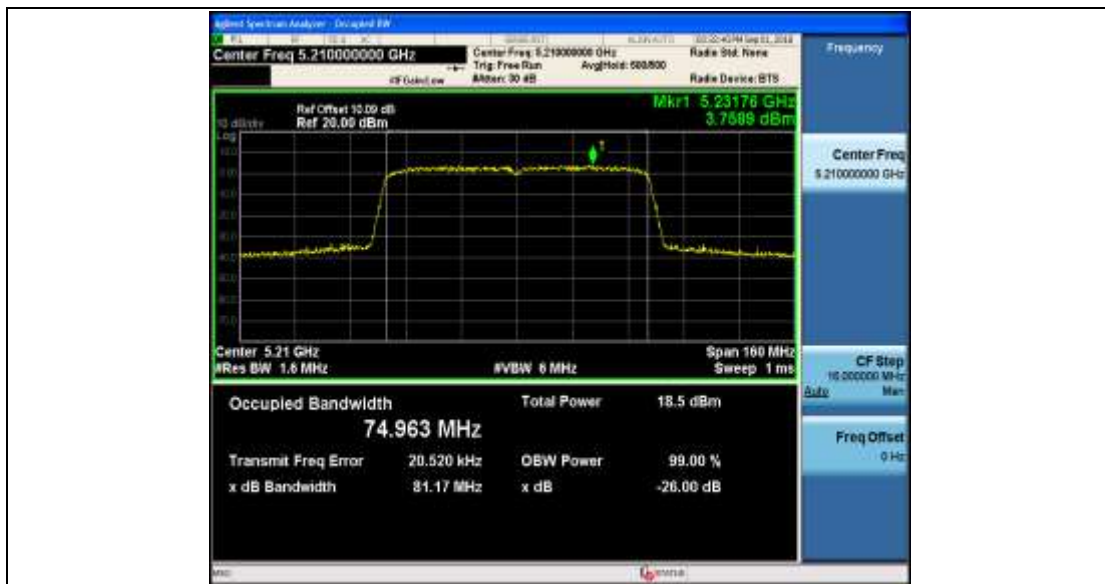 Agilent Spectrum Analyzer - Occupied BW
Center Freq 5.210000000 GHz
Center Freq: 5.210000000 GHz
Radio Std: None
Trig: Free Run
Avg|Hold: 500/500
#IFGain:Low
#Atten: 30 dB
Radio Device: BTS
Ref Offset 10.09 dB
Mkr1 5.23176 GHz
10 dB/div
Ref 20.00 dBm
3.7589 dBm
Log
1
Center 5.21 GHz
Span 160 MHz
#Res BW 1.6 MHz
#VBW 6 MHz
Sweep 1 ms
Occupied Bandwidth
Total Power
18.5 dBm
74.963 MHz
Transmit Freq Error
20.520 kHz
OBW Power
99.00 %
x dB Bandwidth
81.17 MHz
x dB
-26.00 dB
Frequency
Center Freq
5.210000000 GHz
CF Step
16.000000 MHz
Auto
Man
Freq Offset
0 Hz
MSG
STATUS